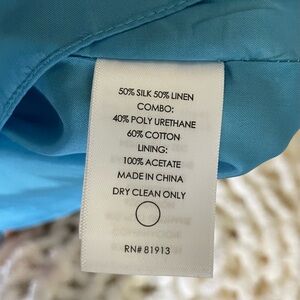 50% SILK 50% LINEN
COMBO:
40% POLY URETHANE
60% COTTON
LINING:
100% ACETATE
MADE IN CHINA
DRY CLEAN ONLY
RN# 81913